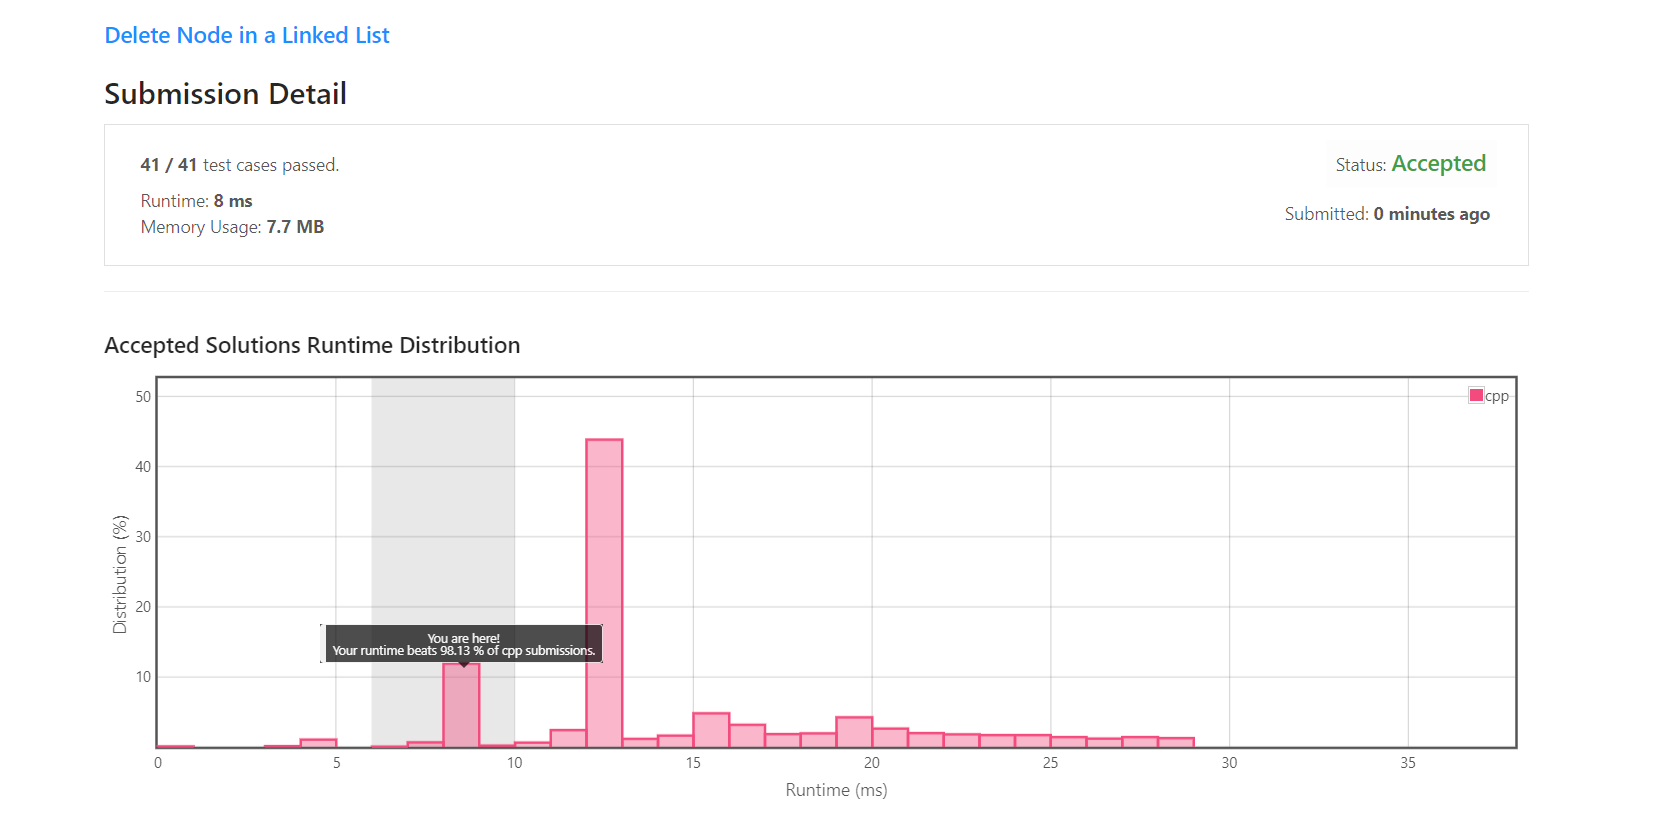 Delete Node in a Linked List
Submission Detail
41 / 41 test cases passed.
Status: Accepted
Runtime: 8 ms
Submitted: 0 minutes ago
Memory Usage: 7.7 MB
Accepted Solutions Runtime Distribution
cpp
50
40
30
20
10
Distribution (%)
You are here!
Your runtime beats 98.13 % of cpp submissions.
0 5 10 15 20 25 30 35
Runtime (ms)